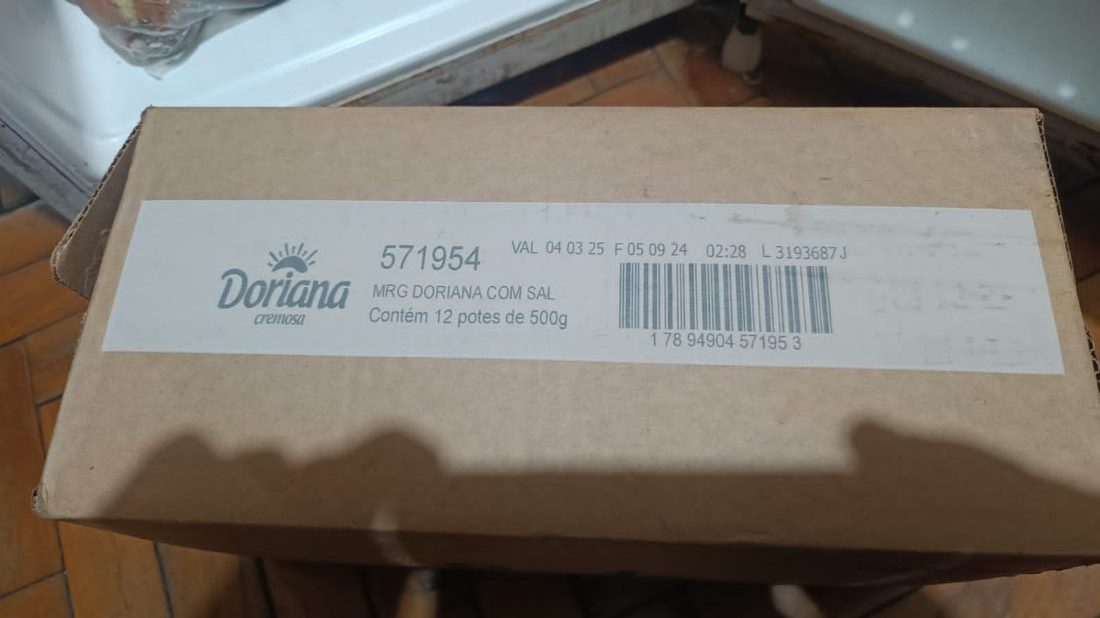 Doriana
cremosa
571954
MRG DORIANA COM SAL
Contém 12 potes de 500g
VAL 04 03 25 F 05 09 24 02:28 L 3193687J
1 78 94904 57195 3